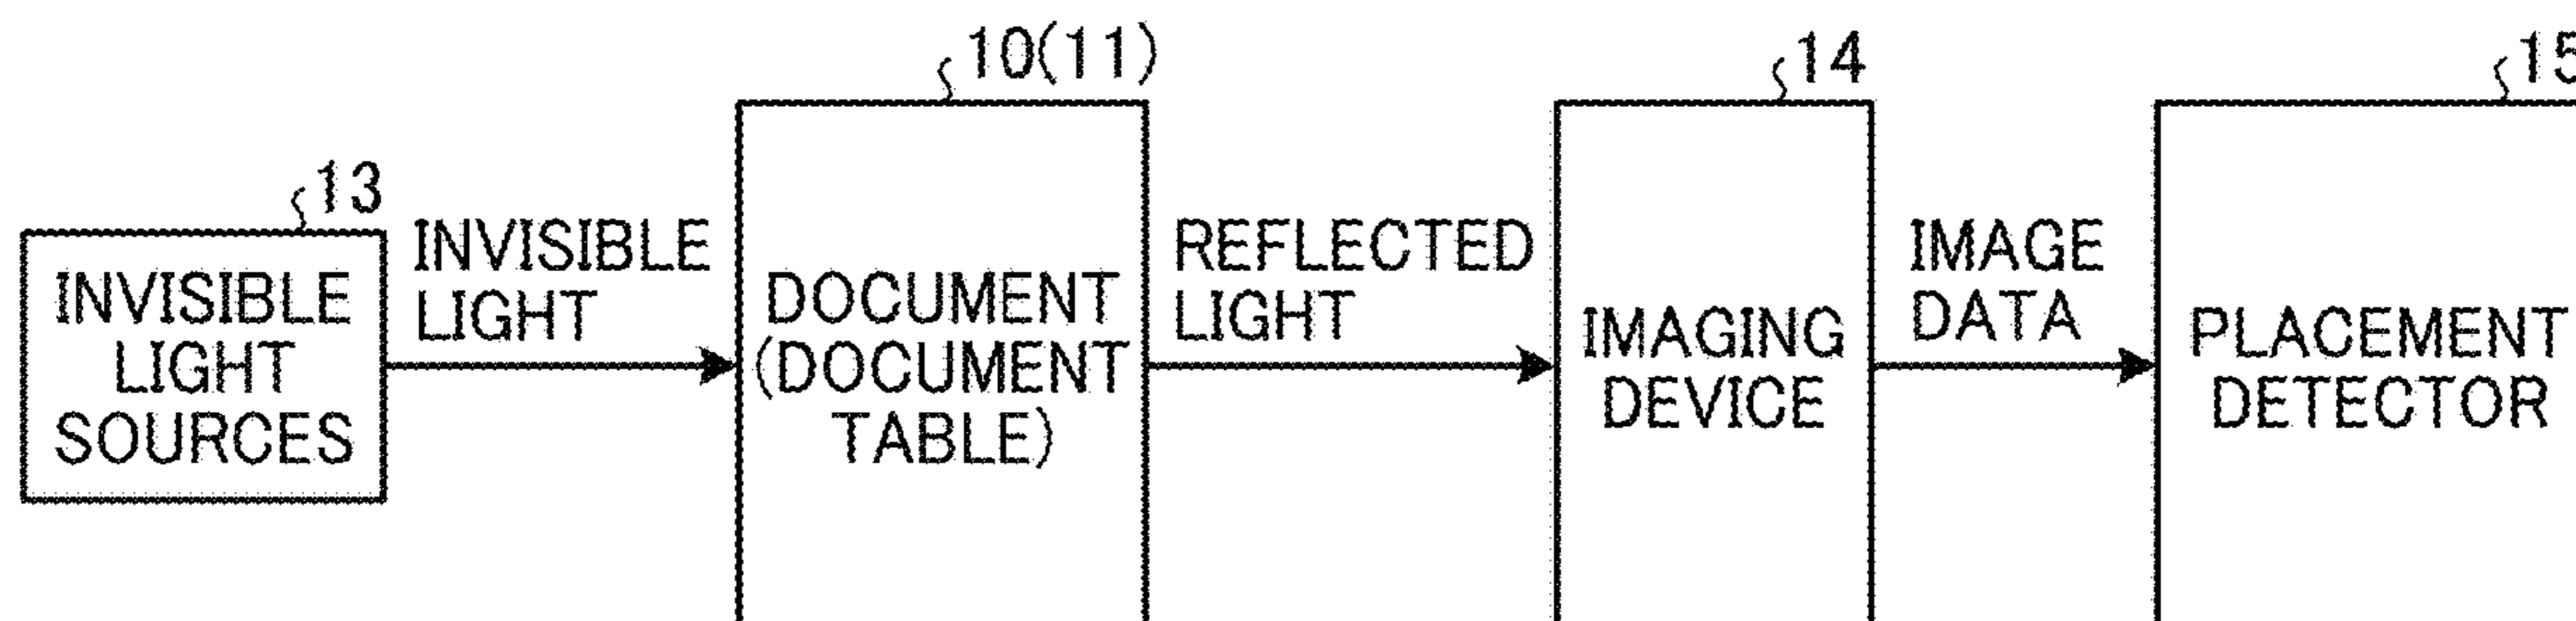 10(11)
14
15
13
INVISIBLE
LIGHT
SOURCES
INVISIBLE
LIGHT
DOCUMENT
(DOCUMENT
TABLE)
REFLECTED
LIGHT
IMAGING
DEVICE
IMAGE
DATA
PLACEMENT
DETECTOR